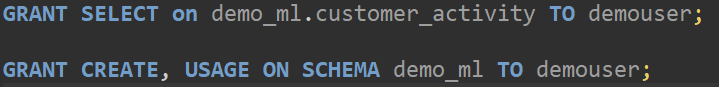 GRANT SELECT on demo_ml.customer_activity TO demouser;
GRANT CREATE, USAGE ON SCHEMA demo_ml TO demouser;